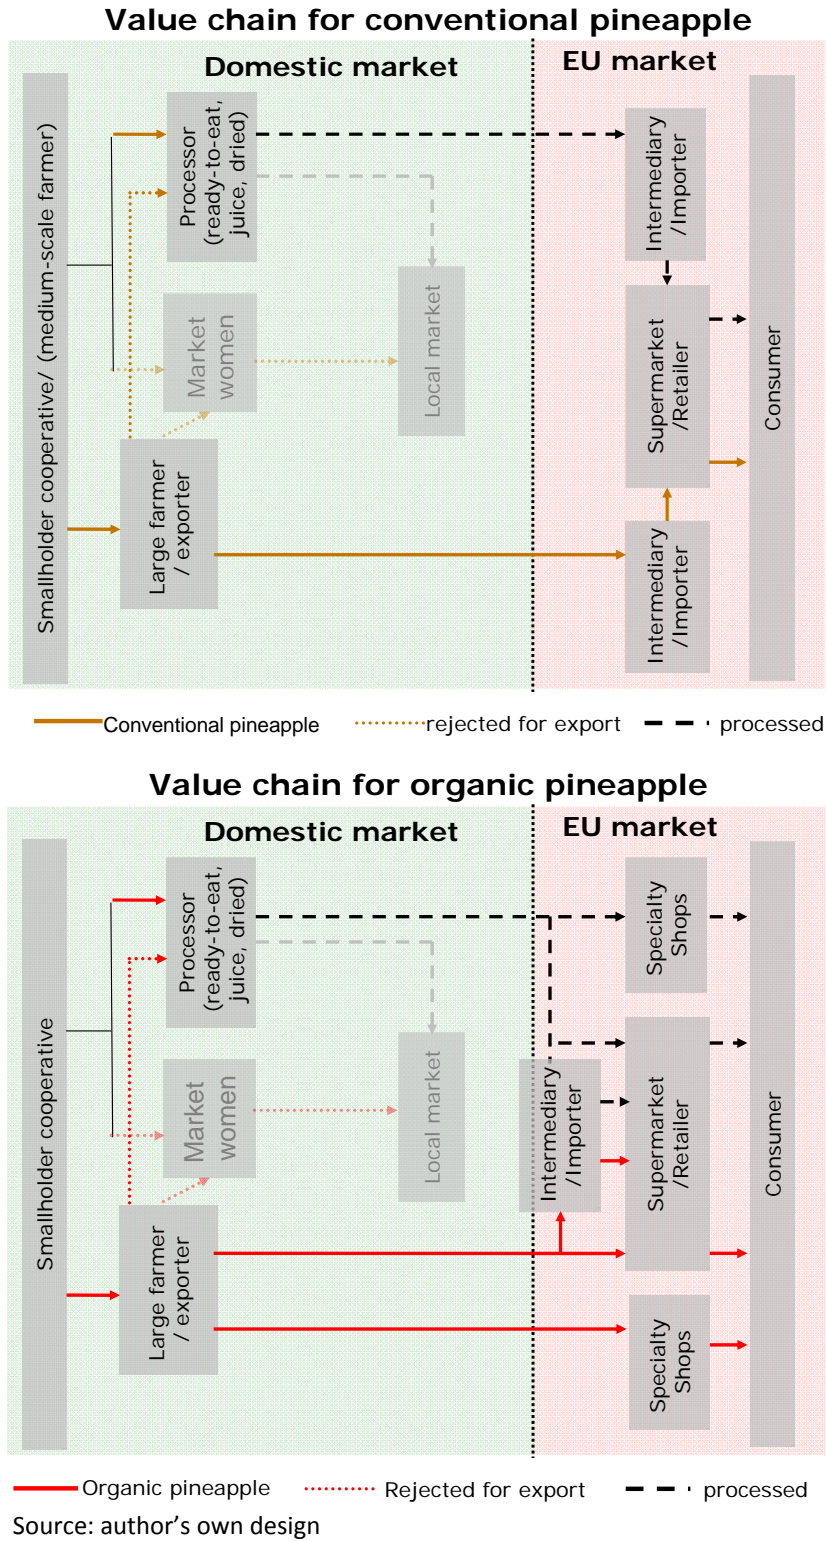 Value chain for conventional pineapple
Domestic market
EU market
Smallholder cooperative/ (medium-scale farmer)
Large farmer
/ exporter
Processor
(ready-to-eat,
juice, dried)
Market
women
Local market
Intermediary
/Importer
Supermarket
/Retailer
Intermediary
/Importer
Consumer
Conventional pineapple
rejected for export
processed
Value chain for organic pineapple
Domestic market
EU market
Smallholder cooperative
Large farmer
/ exporter
Processor
(ready-to-eat,
juice, dried)
Market
women
Local market
Intermediary
/Importer
Specialty
Shops
Supermarket
/Retailer
Specialty
Shops
Consumer
Organic pineapple
Rejected for export
processed
Source: author's own design